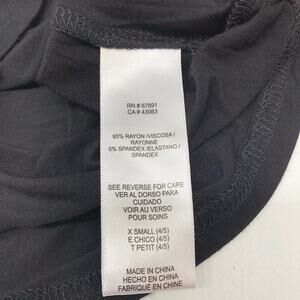 RN # 67891
CA # 43063
95% RAYON /VISCOSA /
RAYONNE
5% SPANDEX /ELASTANO /
SPANDEX
SEE REVERSE FOR CARE
VER AL DORSO PARA
CUIDADO
VOIR AU VERSO
POUR SOINS
X SMALL (4/5)
E CHICO (4/5)
T PETIT (4/5)
MADE IN CHINA
HECHO EN CHINA
FABRIQUÉ EN CHINE